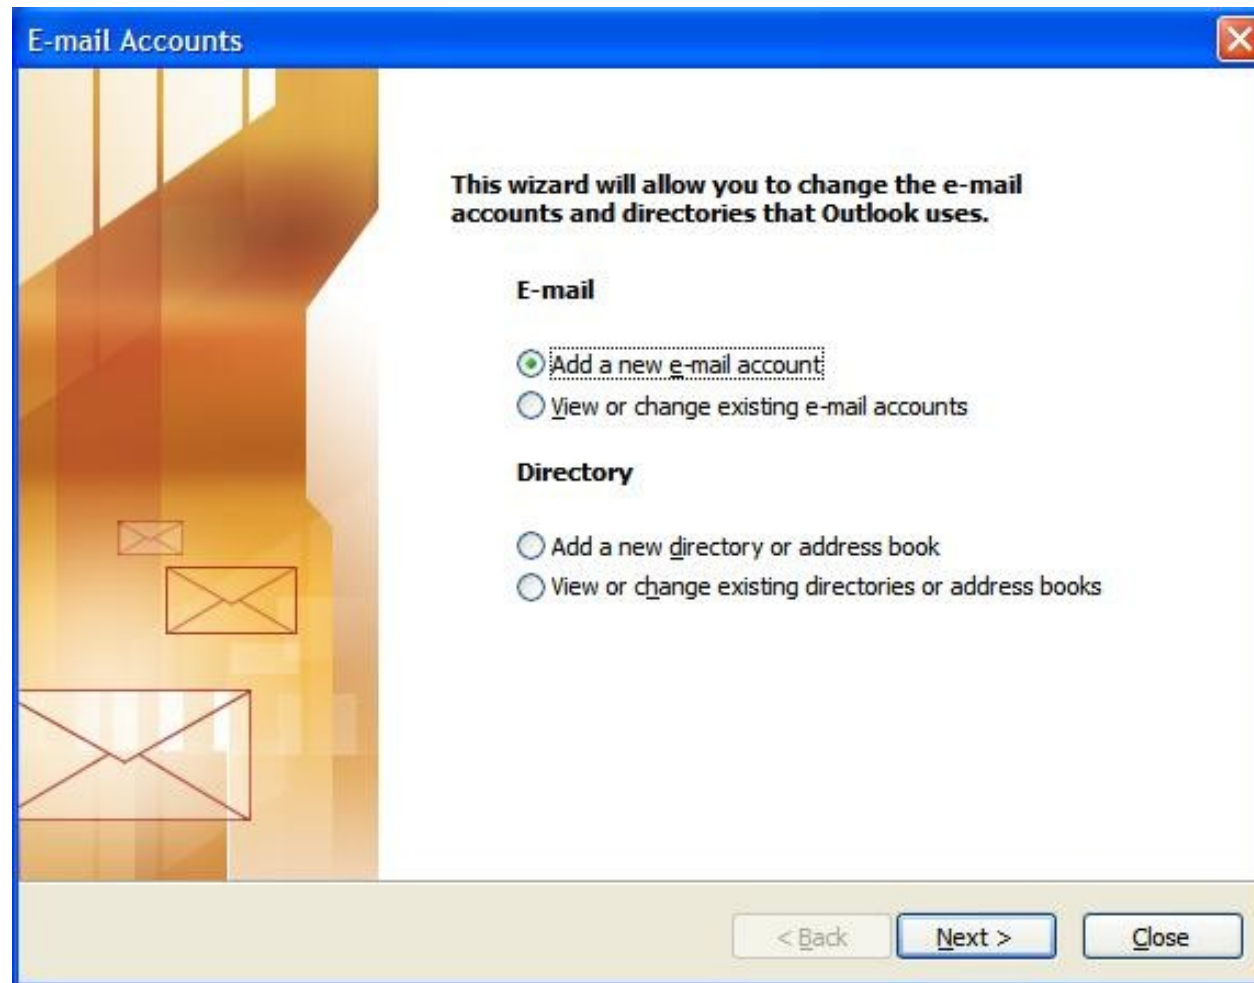 E-mail Accounts
This wizard will allow you to change the e-mail
accounts and directories that Outlook uses.
E-mail
Add a new e-mail account
View or change existing e-mail accounts
Directory
Add a new directory or address book
View or change existing directories or address books
< Back Next > Close